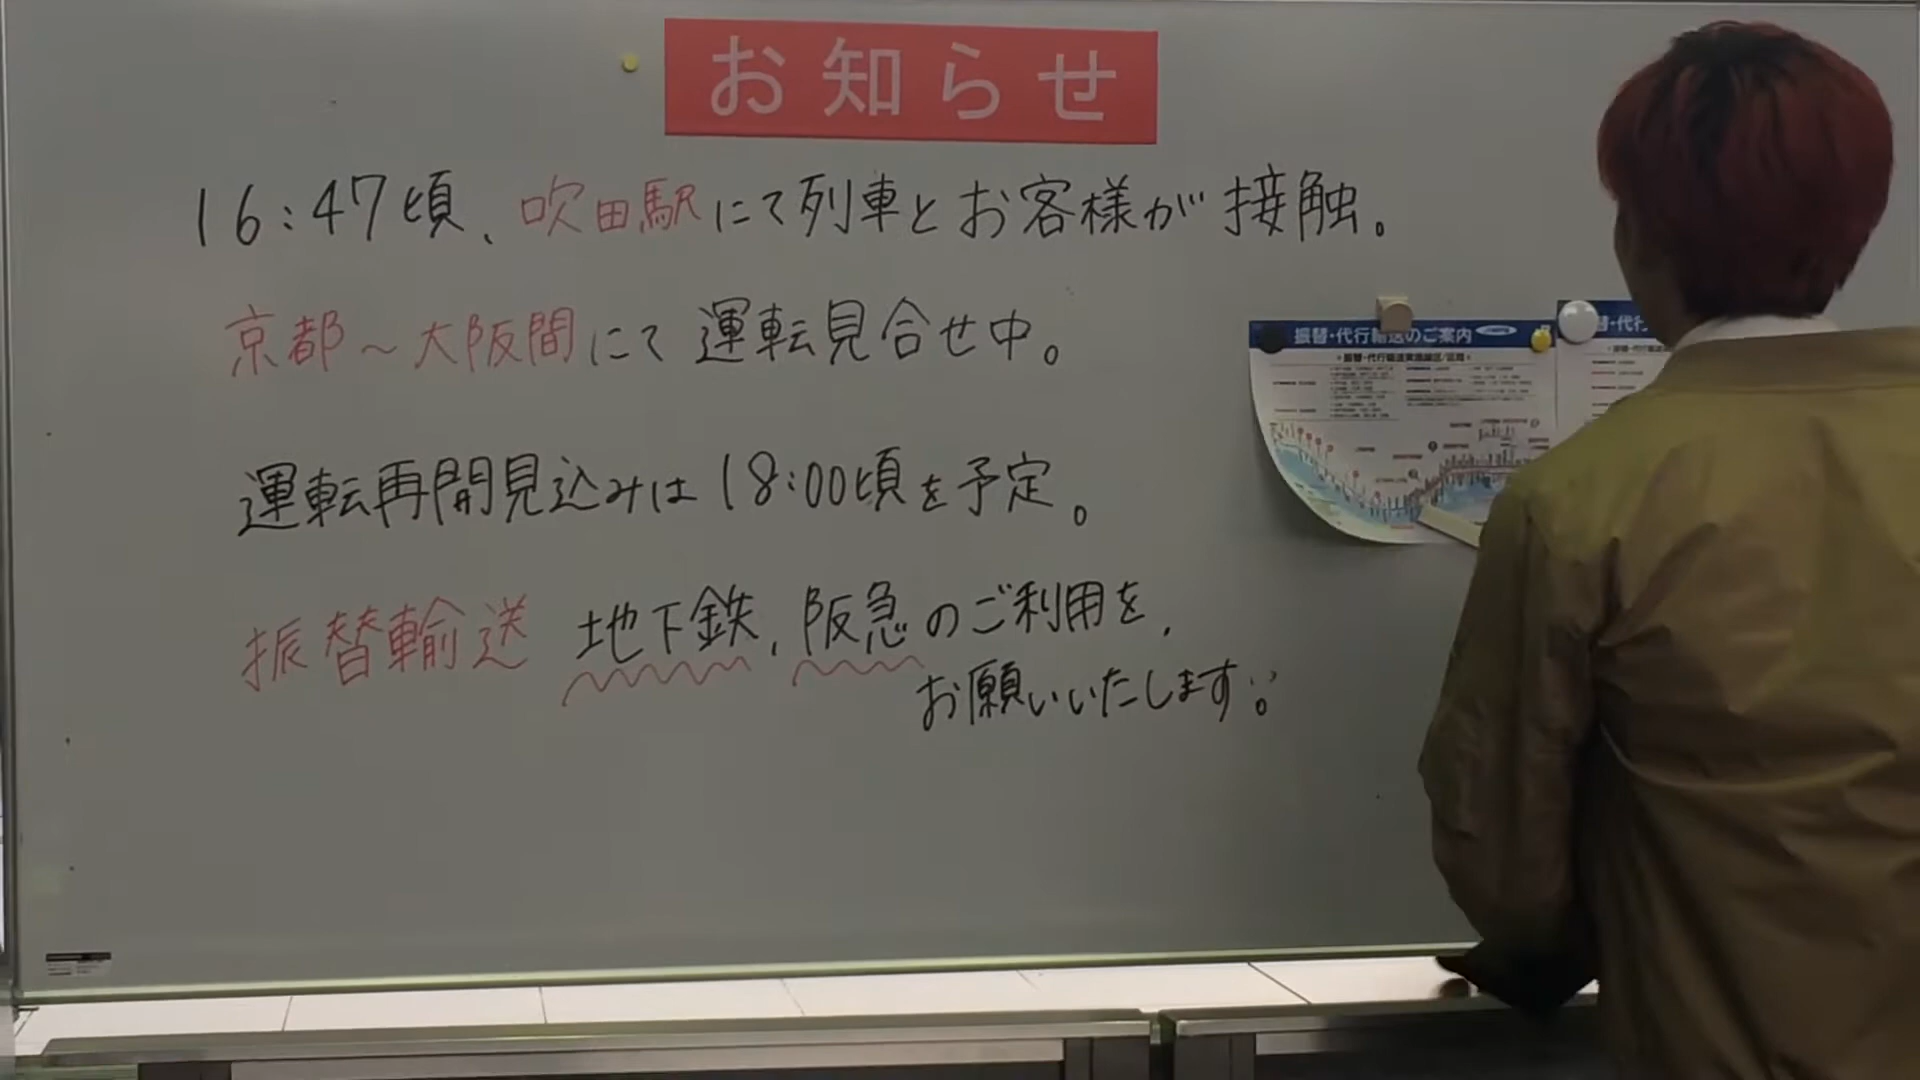 お知らせ
16:47頃、吹田駅にて列車とお客様が接触。
京都～大阪間にて運転見合せ中。
運転再開見込みは18:00頃を予定。
振替輸送 地下鉄,阪急のご利用を,
お願いいたします。
振替・代行輸送のご案内